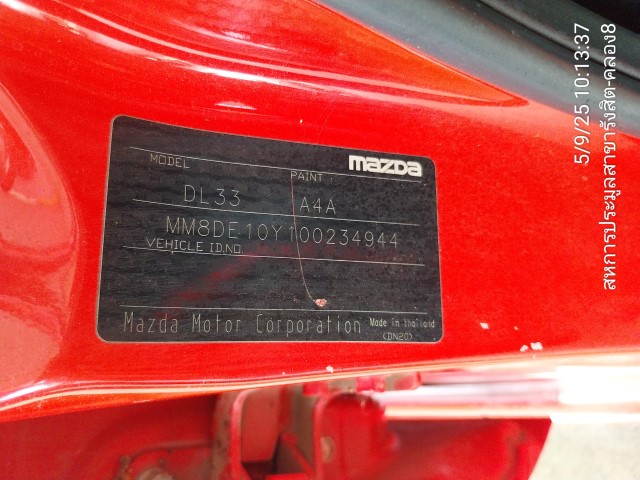 MODEL
mazda
PAINT
DL33
A4A
MM8DE10Y100234944
VEHICLE ID.NO.
Mazda Motor Corporation
Made in Thailand
(DN20)
5/9/25 10:13:37
สหการประมูลสาขารังสิต-คลอง8